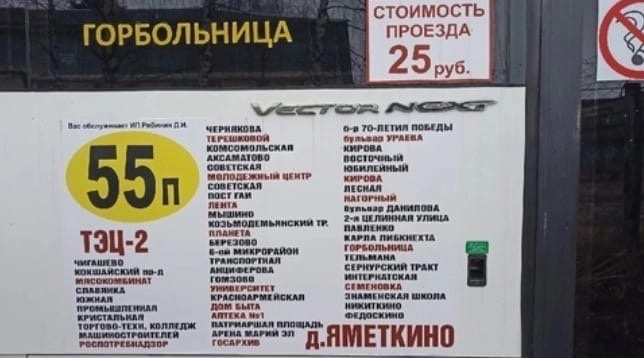 ГОРБОЛЬНИЦА
СТОИМОСТЬ
ПРОЕЗДА
25 руб.
VECTOR NEXT
Вас обслуживает ИП Рябинин Д.И.
55п
ТЭЦ-2
ЧИГАШЕВО
КОКШАЙСКИЙ пр-д
МЯСОКОМБИНАТ
СЛАВЯНКА
ЮЖНАЯ
ПРОМЫШЛЕННАЯ
КРИСТАЛЬНАЯ
ТОРГОВО-ТЕХН. КОЛЛЕДЖ
МАШИНОСТРОИТЕЛЕЙ
РОСПОТРЕБНАДЗОР
ЧЕРНЯКОВА
ТЕРЕШКОВОЙ
КОМСОМОЛЬСКАЯ
АКСАМАТОВО
СОВЕТСКАЯ
МОЛОДЕЖНЫЙ ЦЕНТР
СОВЕТСКАЯ
ПОСТ ГАИ
ЛЕНТА
МЫШИНО
КОЗЬМОДЕМЬЯНСКИЙ ТР.
ПЛАНЕТА
БЕРЕЗОВО
6-ой МИКРОРАЙОН
ТРАНСПОРТНАЯ
АНЦИФЕРОВА
ГОМЗОВО
УНИВЕРСИТЕТ
КРАСНОАРМЕЙСКАЯ
ДОМ БЫТА
АПТЕКА №1
ПАТРИАРШАЯ ПЛОЩАДЬ
АРЕНА МАРИЙ ЭЛ
ГОСАРХИВ
б-р 70-ЛЕТИЯ ПОБЕДЫ
бульвар УРАЕВА
КИРОВА
ВОСТОЧНЫЙ
ЮБИЛЕЙНЫЙ
КИРОВА
ЛЕСНАЯ
НАГОРНЫЙ
бульвар ДАНИЛОВА
2-я ЦЕЛИННАЯ УЛИЦА
ПАВЛЕНКО
КАРЛА ЛИБКНЕХТА
ГОРБОЛЬНИЦА
ТЕЛЬМАНА
СЕРНУРСКИЙ ТРАКТ
ИНТЕРНАТСКАЯ
СЕМЕНОВКА
ЗНАМЕНСКАЯ ШКОЛА
НИКИТКИНО
ФЕДОСКИНО
д.ЯМЕТКИНО